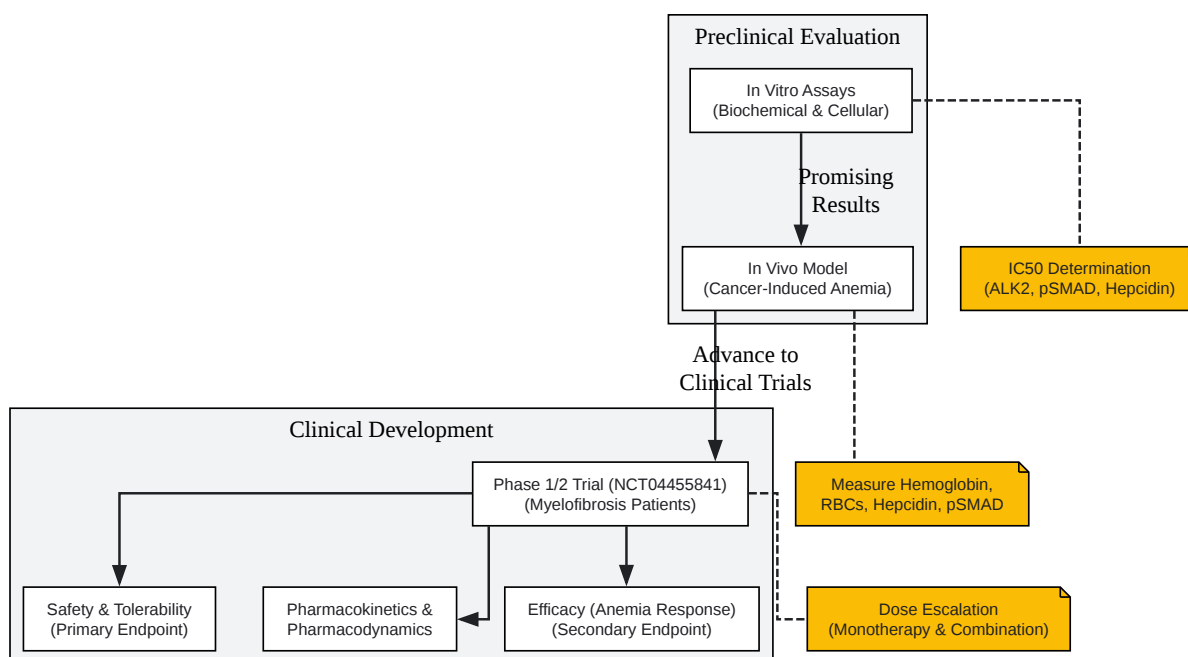 Preclinical Evaluation
In Vitro Assays
(Biochemical & Cellular)
Promising
Results
In Vivo Model
(Cancer-Induced Anemia)
IC50 Determination
(ALK2, pSMAD, Hepcidin)
Advance to
Clinical Trials
Clinical Development
Phase 1/2 Trial (NCT04455841)
(Myelofibrosis Patients)
Measure Hemoglobin,
RBCs, Hepcidin, pSMAD
Safety & Tolerability
(Primary Endpoint)
Pharmacokinetics &
Pharmacodynamics
Efficacy (Anemia Response)
(Secondary Endpoint)
Dose Escalation
(Monotherapy & Combination)